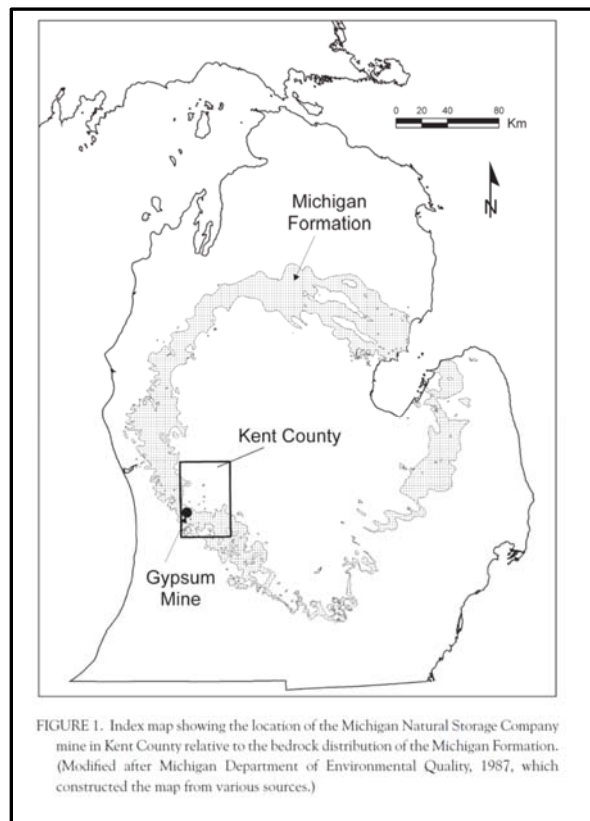 0 20 40 80
Km
N
Michigan
Formation
Kent County
Gypsum
Mine
FIGURE 1. Index map showing the location of the Michigan Natural Storage Company
mine in Kent County relative to the bedrock distribution of the Michigan Formation.
(Modified after Michigan Department of Environmental Quality, 1987, which
constructed the map from various sources.)